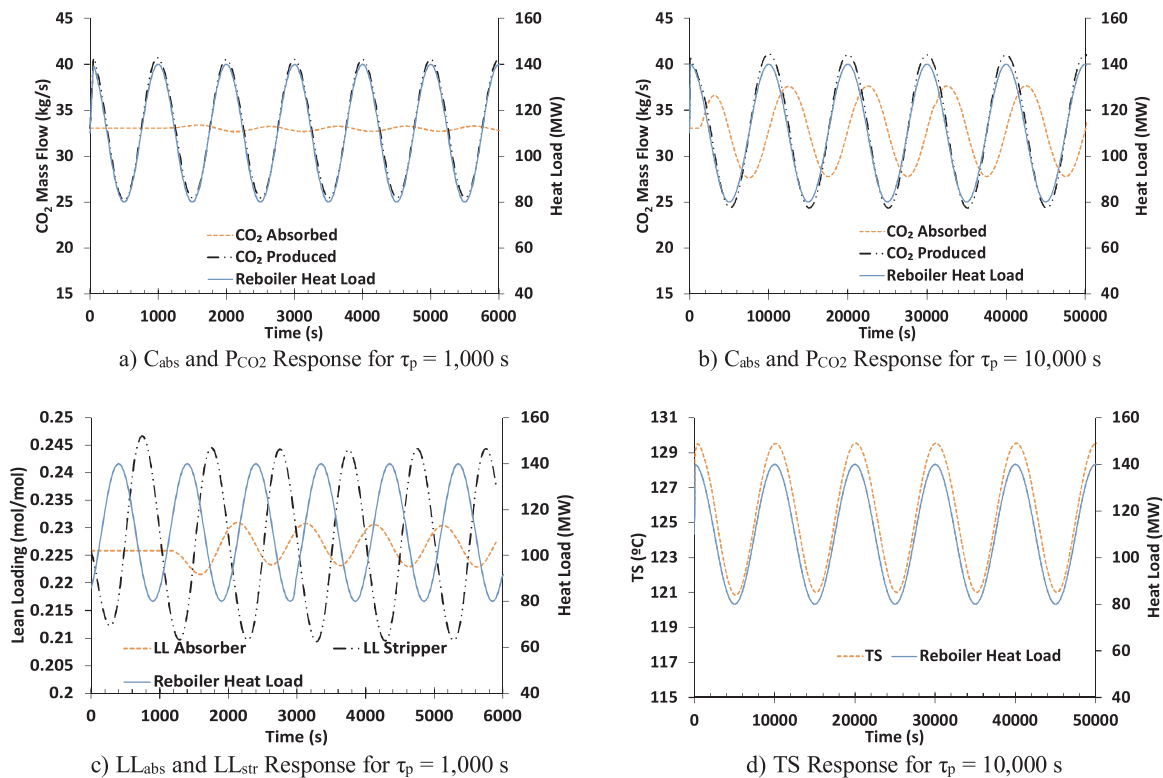 45
40
35
30
25
20
15
CO₂ Mass Flow (kg/s)
160
140
120
100
80
60
40
Heat Load (MW)
CO₂ Absorbed
CO₂ Produced
Reboiler Heat Load
0 1000 2000 3000 4000 5000 6000
Time (s)
a) Cabs and PCO2 Response for τp = 1,000 s
45
40
35
30
25
20
15
CO₂ Mass Flow (kg/s)
160
140
120
100
80
60
40
Heat Load (MW)
CO₂ Absorbed
CO₂ Produced
Reboiler Heat Load
0 10000 20000 30000 40000 50000
Time (s)
b) Cabs and PCO2 Response for τp = 10,000 s
0.25
0.245
0.24
0.235
0.23
0.225
0.22
0.215
0.21
0.205
0.2
Lean Loading (mol/mol)
160
140
120
100
80
60
40
Heat Load (MW)
LL Absorber LL Stripper
Reboiler Heat Load
0 1000 2000 3000 4000 5000 6000
Time (s)
c) LLabs and LLstr Response for τp = 1,000 s
131
129
127
125
123
121
119
117
115
TS (ºC)
160
140
120
100
80
60
40
Heat Load (MW)
TS Reboiler Heat Load
0 10000 20000 30000 40000 50000
Time (s)
d) TS Response for τp = 10,000 s